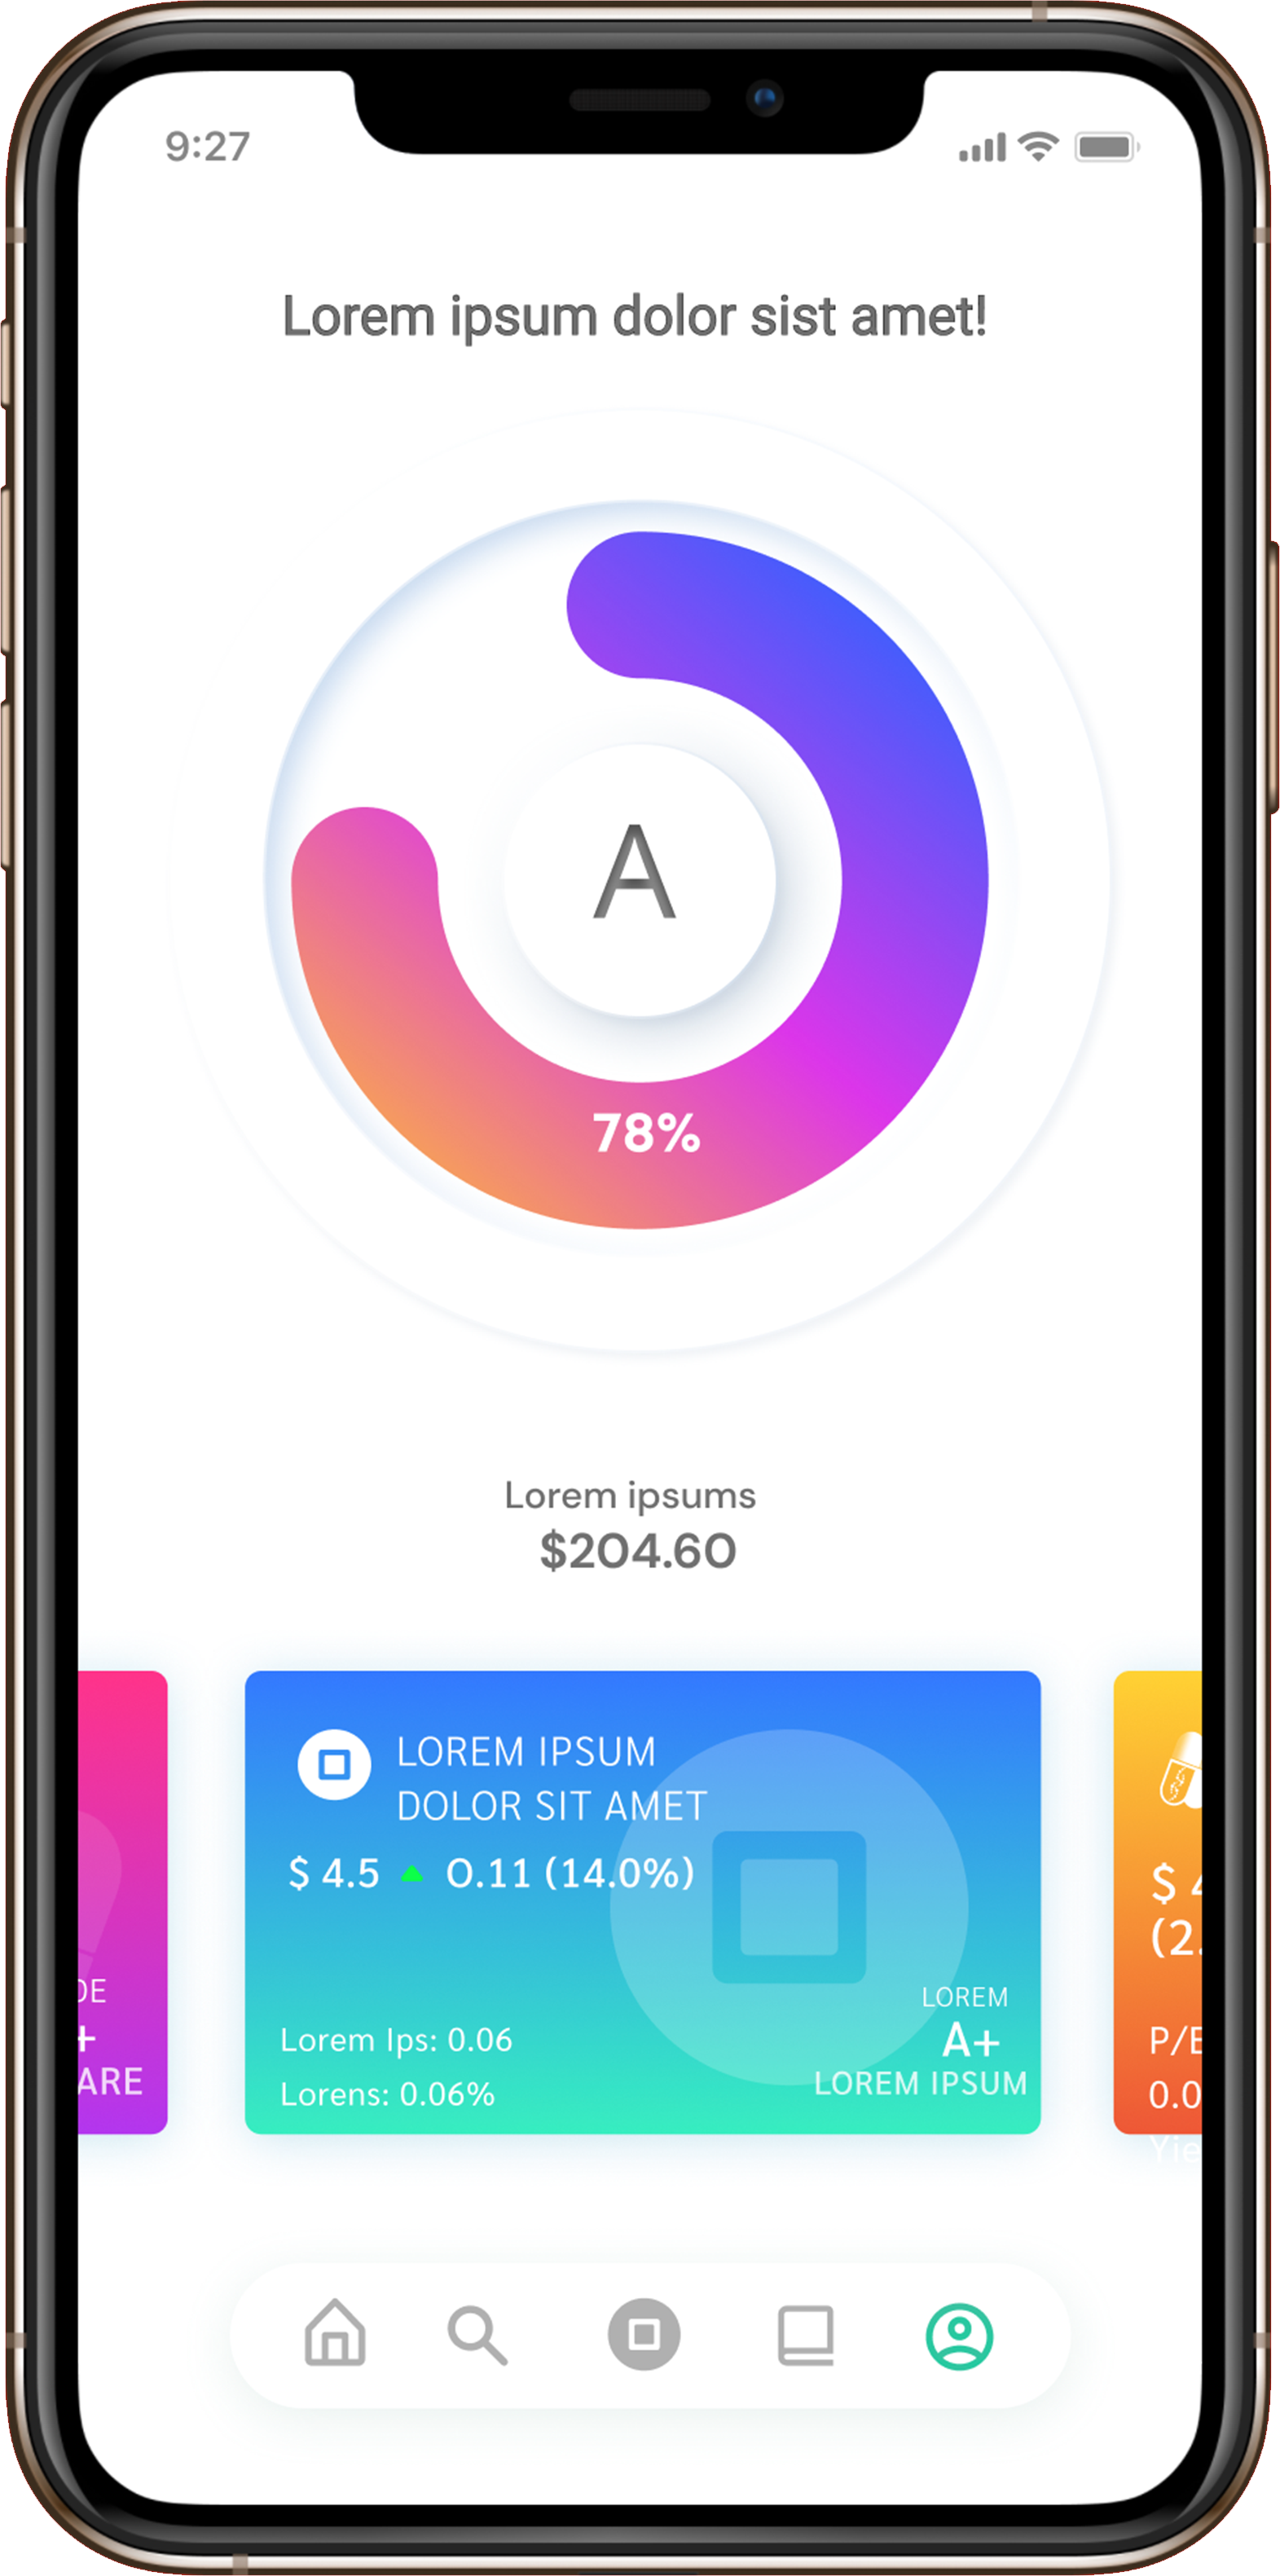 9:27
Lorem ipsum dolor sist amet!
A
78%
Lorem ipsums
$204.60
LOREM IPSUM
DOLOR SIT AMET
$ 4.5 0.11 (14.0%)
Lorem Ips: 0.06
Lorens: 0.06%
LOREM
A+
LOREM IPSUM
DE
+
ARE
$ 4
(2.
P/E
0.0
Yie